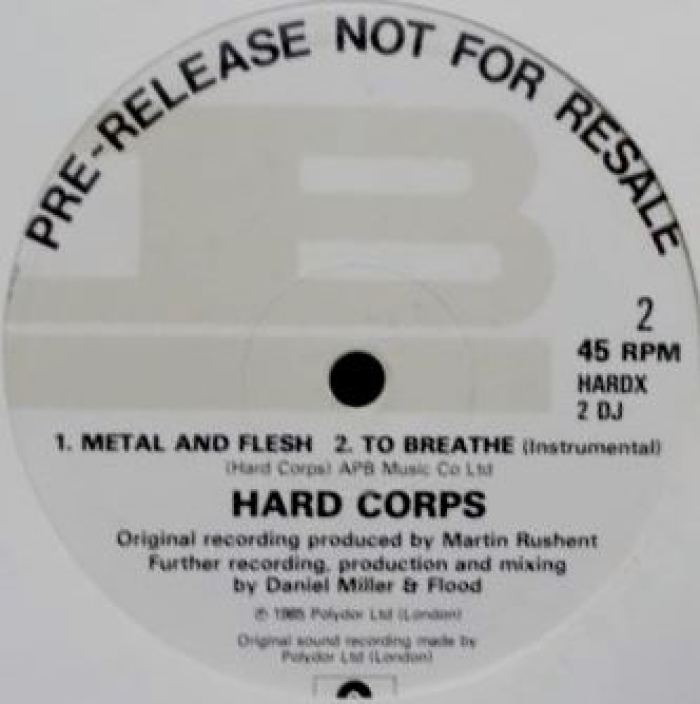 PRE-RELEASE NOT FOR RESALE
2
45 RPM
HARDX
2 DJ
1. METAL AND FLESH 2. TO BREATHE (Instrumental)
(Hard Corps) APB Music Co Ltd
HARD CORPS
Original recording produced by Martin Rushent
Further recording, production and mixing
by Daniel Miller & Flood
℗ 1985 Polydor Ltd (London)
Original sound recording made by
Polydor Ltd (London)